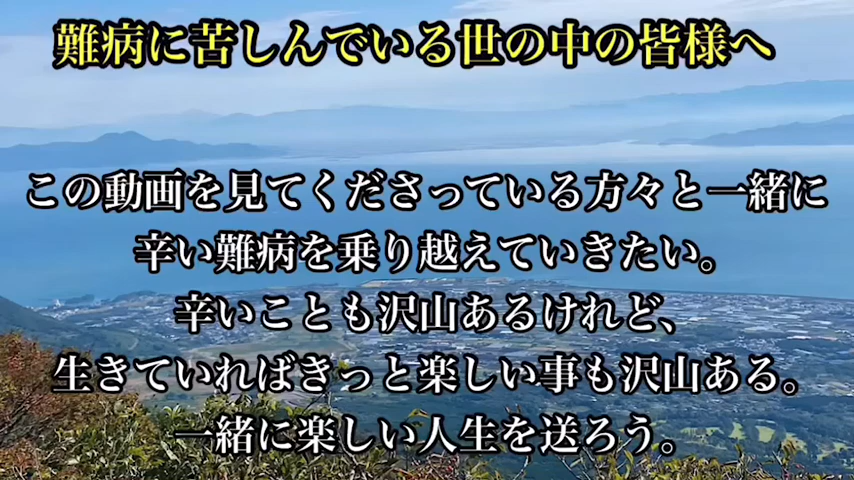 難病に苦しんでいる世の中の皆様へ
この動画を見てくださっている方々と一緒に
辛い難病を乗り越えていきたい。
辛いことも沢山あるけれど、
生きていればきっと楽しい事も沢山ある。
一緒に楽しい人生を送ろう。